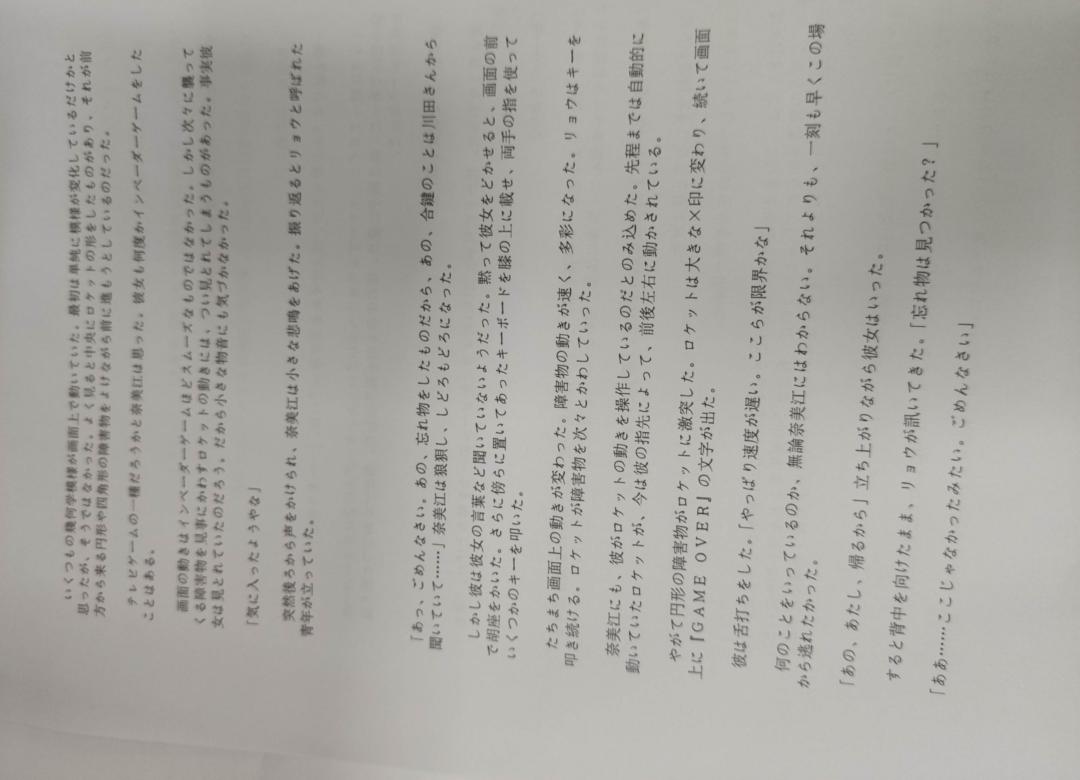 いくつもの幾何学模様が画面上で動いていた。最初は単純に模様が変化しているだけかと
思ったが、そうではなかった。よく見ると中央にロケットの形をしたものがあり、それが前
方から来る円形や四角形の障害物をよけながら前に進もうとしているのだった。
テレビゲームの一種だろうかと奈美江は思った。彼女も何度かインベーダーゲームをした
ことはある。
画面の動きはインベーダーゲームほどスムーズなものではなかった。しかし次々に襲って
くる障害物を見事にかわすロケットの動きには、つい見とれてしまうものがあった。事実彼
女は見とれていたのだろう。だから小さな物音にも気づかなかった。
「気に入ったようやな」
突然後ろから声をかけられ、奈美江は小さな悲鳴をあげた。振り返るとリョウと呼ばれた
青年が立っていた。
「あっ、ごめんなさい。あの、忘れ物をしたものだから、あの、合鍵のことは川田さんから
聞いていて……」奈美江は狼狽し、しどろもどろになった。
しかし彼は彼女の言葉など聞いていないようだった。黙って彼女をどかせると、画面の前
で胡座をかいた。さらに傍らに置いてあったキーボードを膝の上に載せ、両手の指を使って
いくつかのキーを叩いた。
たちまち画面上の動きが変わった。障害物の動きが速く、多彩になった。リョウはキーを
叩き続ける。ロケットが障害物を次々とかわしていった。
奈美江にも、彼がロケットの動きを操作しているのだとのみ込めた。先程までは自動的に
動いていたロケットが、今は彼の指先によって、前後左右に動かされている。
やがて円形の障害物がロケットに激突した。ロケットは大きな×印に変わり、続いて画面
上に『GAME OVER』の文字が出た。
彼は舌打ちをした。「やっぱり速度が遅い。ここらが限界かな」
何のことをいっているのか、無論奈美江にはわからない。それよりも、一刻も早くこの場
から逃れたかった。
「あの、あたし、帰るから」立ち上がりながら彼女はいった。
すると背中を向けたまま、リョウが訊いてきた。「忘れ物は見つかった?」
「ああ……ここじゃなかったみたい。ごめんなさい」